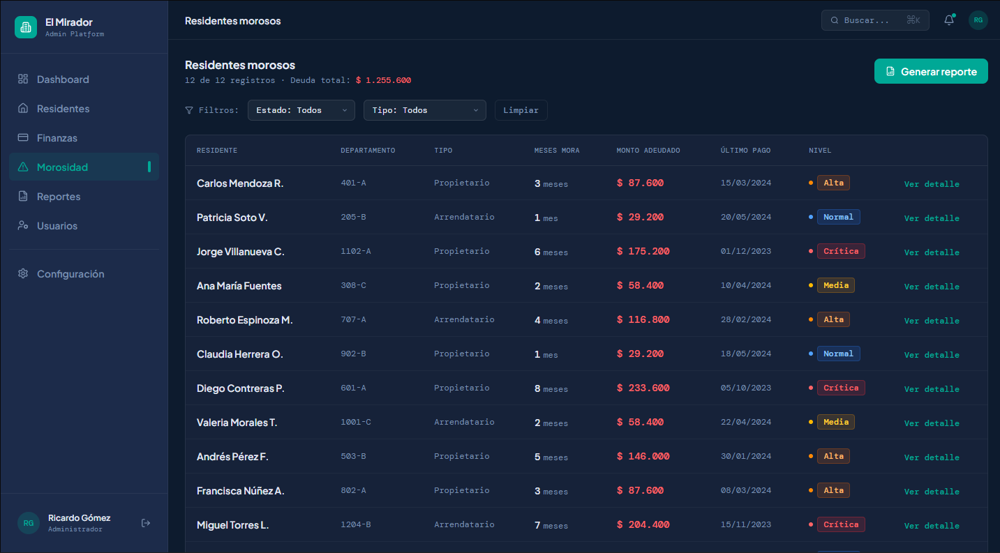 El Mirador
Admin Platform
Dashboard
Residentes
Finanzas
Morosidad
Reportes
Usuarios
Configuración
RG
Ricardo Gómez
Administrador
Residentes morosos
Buscar... ⌘K
RG
Residentes morosos
12 de 12 registros · Deuda total: $ 1.255.600
Generar reporte
Filtros: Estado: Todos Tipo: Todos Limpiar
RESIDENTE DEPARTAMENTO TIPO MESES MORA MONTO ADEUDADO ÚLTIMO PAGO NIVEL
Carlos Mendoza R. 401-A Propietario 3 meses $ 87.600 15/03/2024 Alta Ver detalle
Patricia Soto V. 205-B Arrendatario 1 mes $ 29.200 20/05/2024 Normal Ver detalle
Jorge Villanueva C. 1102-A Propietario 6 meses $ 175.200 01/12/2023 Crítica Ver detalle
Ana María Fuentes 308-C Propietario 2 meses $ 58.400 10/04/2024 Media Ver detalle
Roberto Espinoza M. 707-A Arrendatario 4 meses $ 116.800 28/02/2024 Alta Ver detalle
Claudia Herrera O. 902-B Propietario 1 mes $ 29.200 18/05/2024 Normal Ver detalle
Diego Contreras P. 601-A Propietario 8 meses $ 233.600 05/10/2023 Crítica Ver detalle
Valeria Morales T. 1001-C Arrendatario 2 meses $ 58.400 22/04/2024 Media Ver detalle
Andrés Pérez F. 503-B Propietario 5 meses $ 146.000 30/01/2024 Alta Ver detalle
Francisca Núñez A. 802-A Propietario 3 meses $ 87.600 08/03/2024 Alta Ver detalle
Miguel Torres L. 1204-B Arrendatario 7 meses $ 204.400 15/11/2023 Crítica Ver detalle